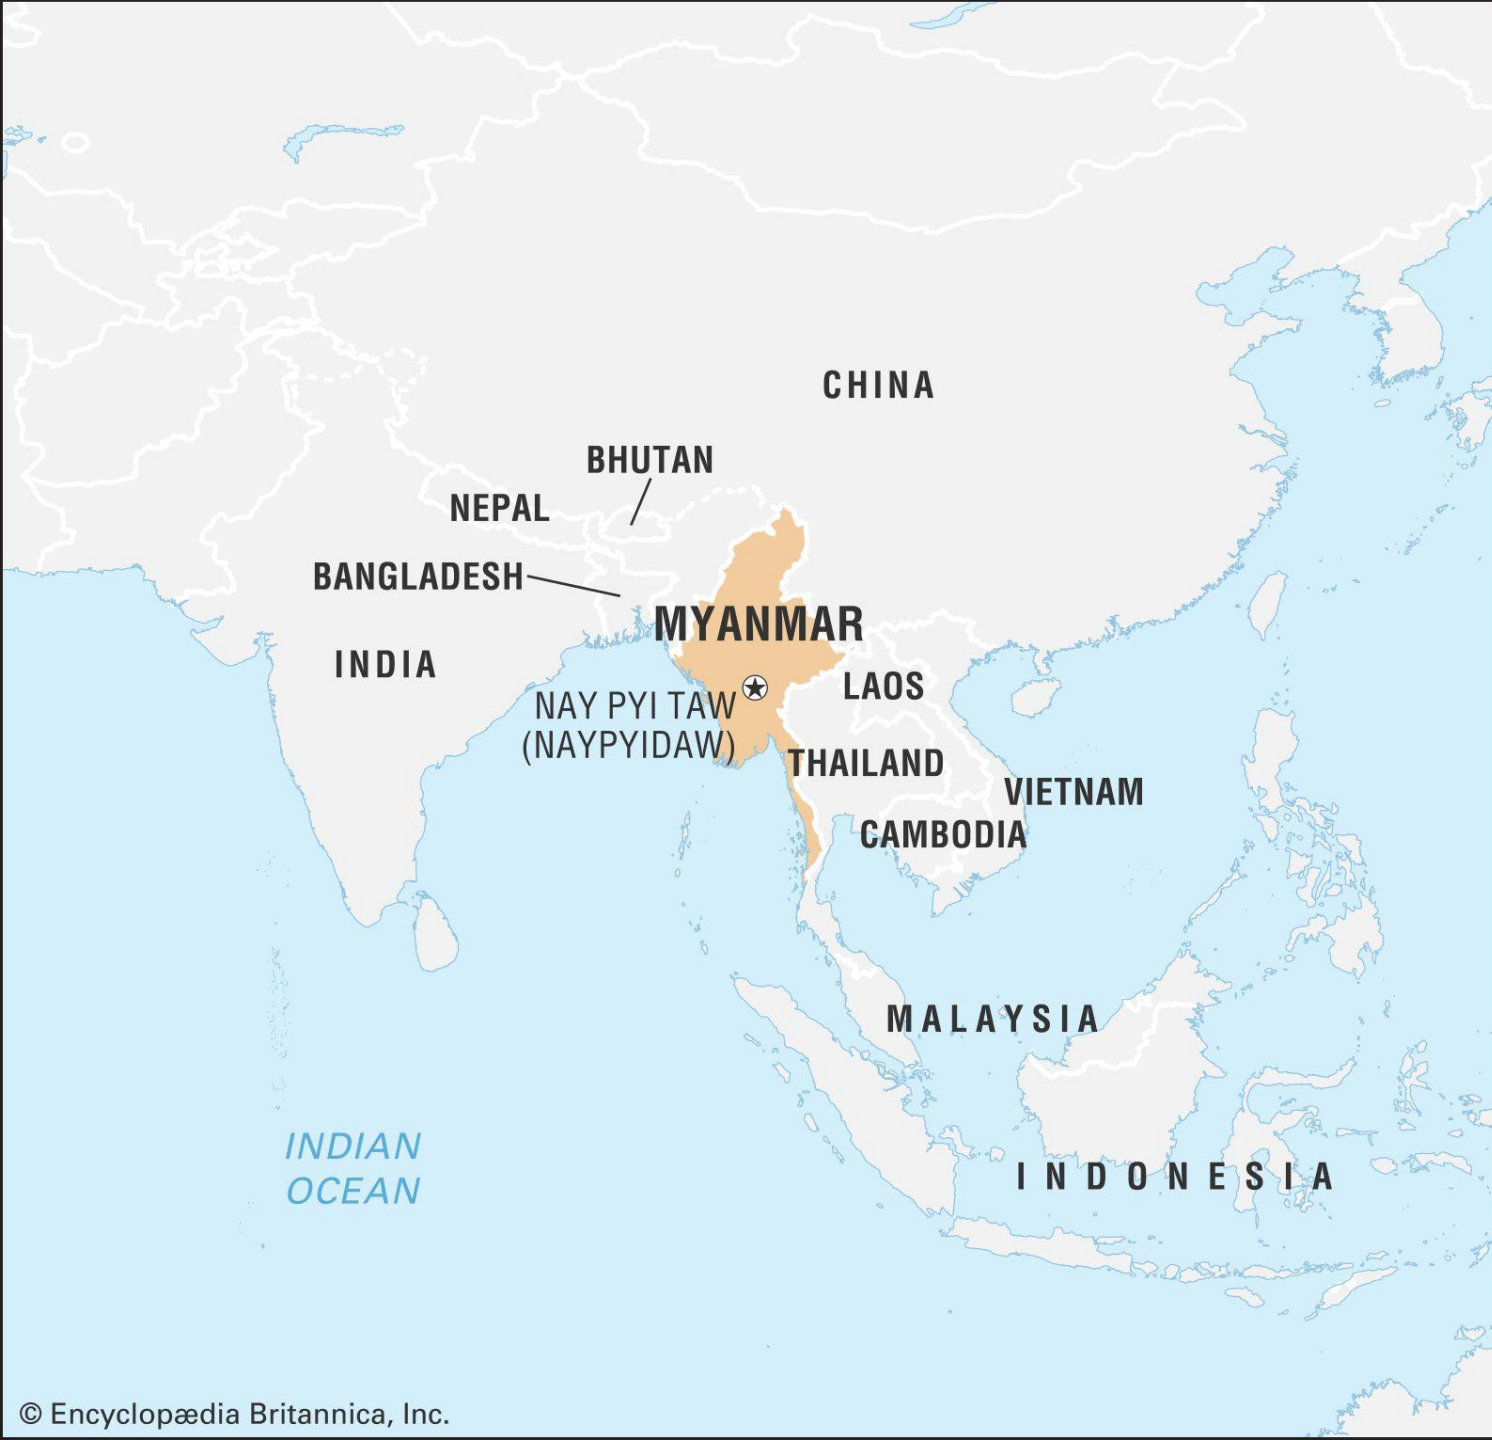 CHINA
BHUTAN
NEPAL
BANGLADESH
MYANMAR
INDIA
LAOS
NAY PYI TAW
(NAYPYIDAW)
THAILAND
VIETNAM
CAMBODIA
MALAYSIA
INDIAN
OCEAN
INDONESIA
© Encyclopædia Britannica, Inc.